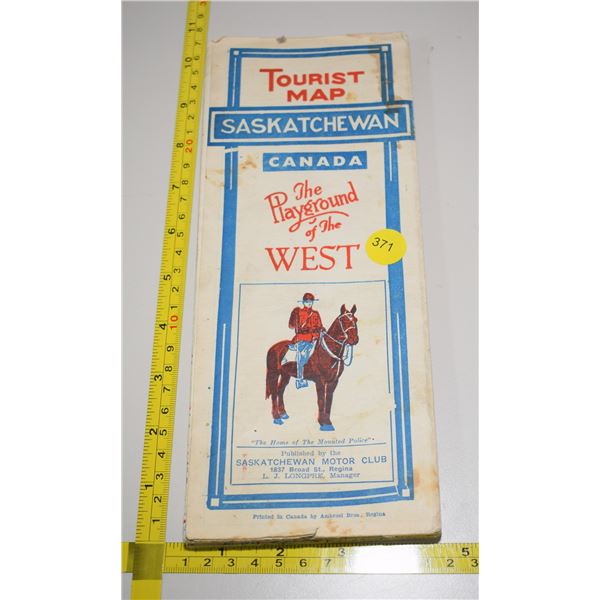 TOURIST
MAP
SASKATCHEWAN
CANADA
The
Playground
of The
WEST
371
"The Home of The Mounted Police"
Published by the
SASKATCHEWAN MOTOR CLUB
1837 Broad St., Regina
L. J. LONGPRE, Manager
Printed in Canada by Ambrosi Bros., Regina